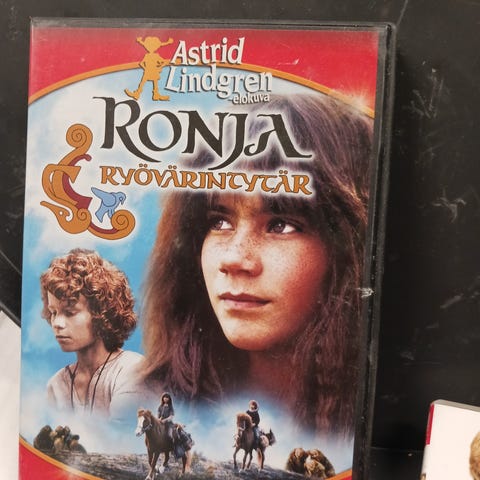 Astrid
Lindgren
-elokuva
RONJA
RYÖVÄRINTYTÄR